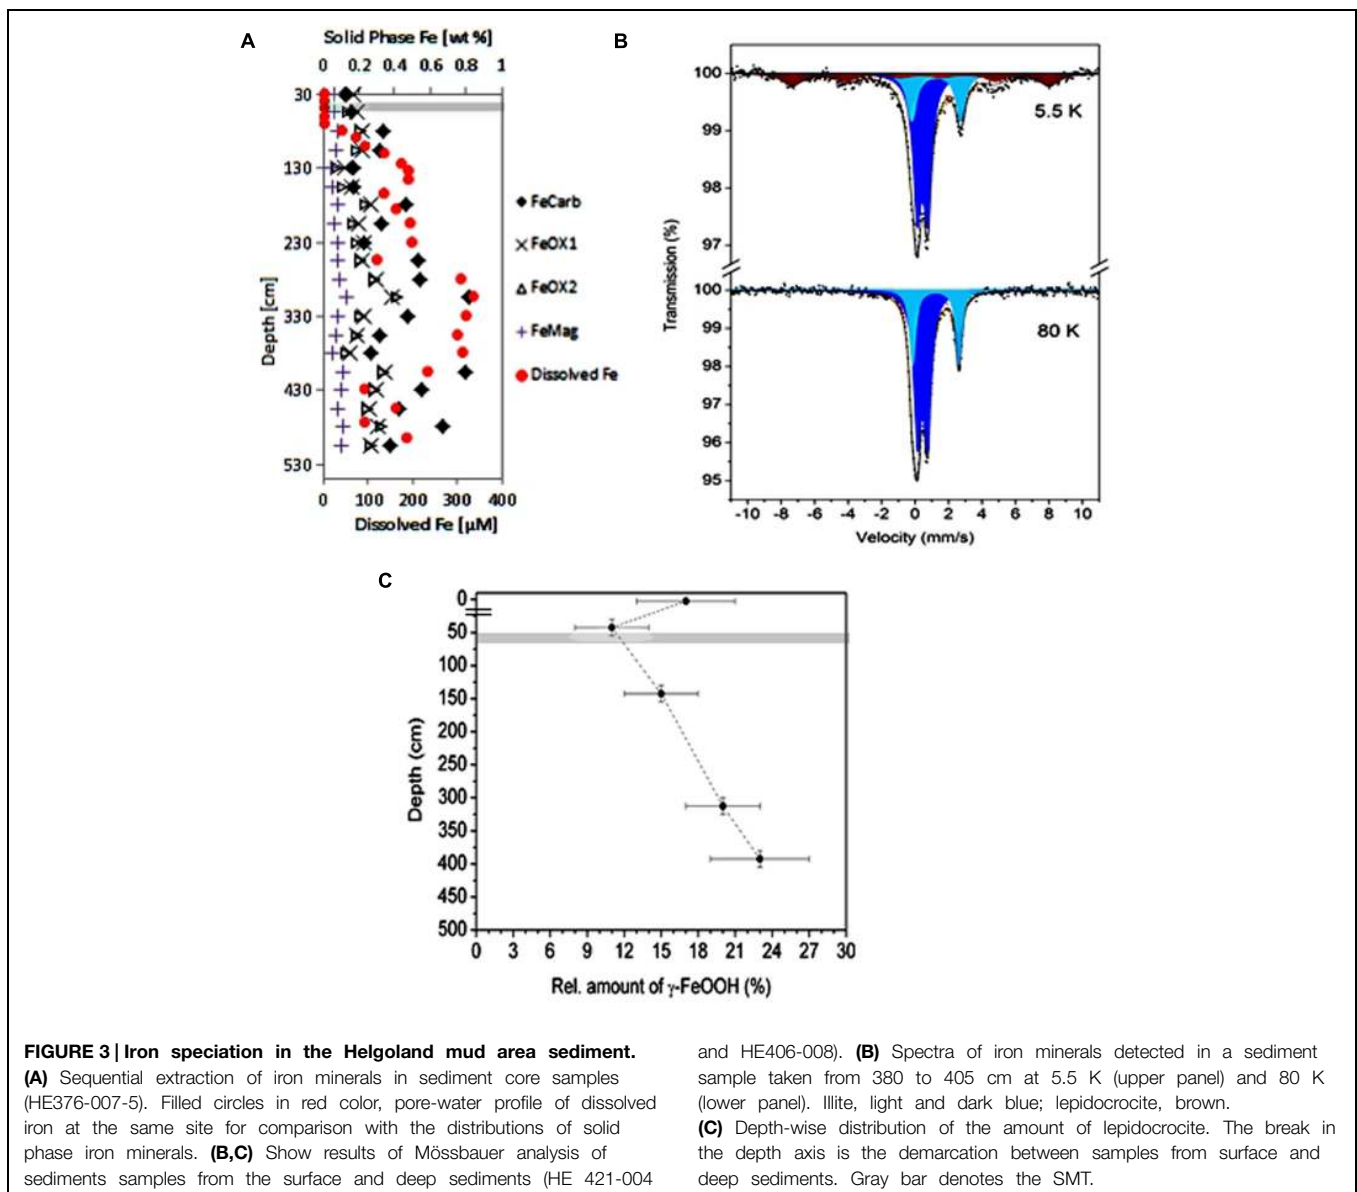 A
Solid Phase Fe [wt %]
0 0.2 0.4 0.6 0.8 1
30
130
230
330
430
530
Depth [cm]
0 100 200 300 400
Dissolved Fe [µM]
FeCarb
FeOX1
FeOX2
FeMag
Dissolved Fe
B
100
99
98
97
5.5 K
100
99
98
97
96
95
80 K
Transmission (%)
-10 -8 -6 -4 -2 0 2 4 6 8 10
Velocity (mm/s)
C
0
50
100
150
200
250
300
350
400
450
500
Depth (cm)
0 3 6 9 12 15 18 21 24 27 30
Rel. amount of γ-FeOOH (%)
FIGURE 3 | Iron speciation in the Helgoland mud area sediment.
(A) Sequential extraction of iron minerals in sediment core samples
(HE376-007-5). Filled circles in red color, pore-water profile of dissolved
iron at the same site for comparison with the distributions of solid
phase iron minerals. (B,C) Show results of Mössbauer analysis of
sediments samples from the surface and deep sediments (HE 421-004
and HE406-008). (B) Spectra of iron minerals detected in a sediment
sample taken from 380 to 405 cm at 5.5 K (upper panel) and 80 K
(lower panel). Illite, light and dark blue; lepidocrocite, brown.
(C) Depth-wise distribution of the amount of lepidocrocite. The break in
the depth axis is the demarcation between samples from surface and
deep sediments. Gray bar denotes the SMT.